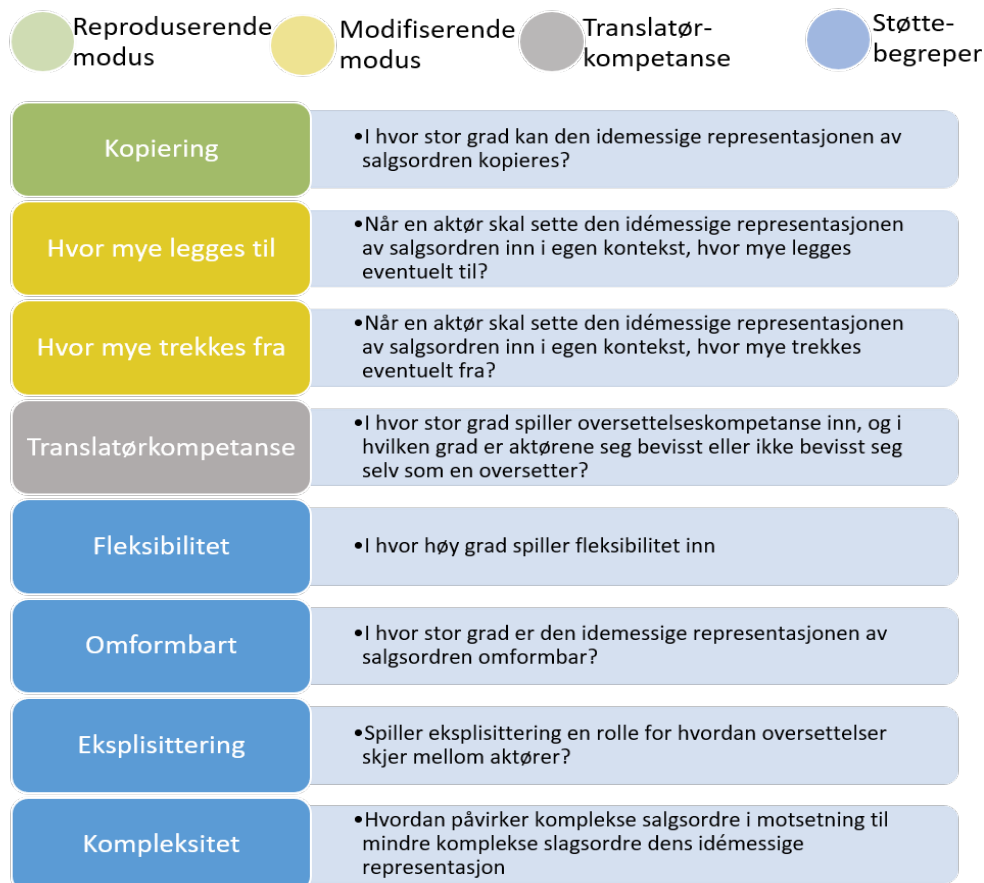 Reproduserende
modus
Modifiserende
modus
Translatør-
kompetanse
Støtte-
begreper
Kopiering
•I hvor stor grad kan den idemessige representasjonen av
salgsordren kopieres?
Hvor mye legges til
•Når en aktør skal sette den idémessige representasjonen
av salgsordren inn i egen kontekst, hvor mye legges
eventuelt til?
Hvor mye trekkes fra
•Når en aktør skal sette den idémessige representasjonen
av salgsordren inn i egen kontekst, hvor mye trekkes
eventuelt fra?
Translatørkompetanse
•I hvor stor grad spiller oversettelseskompetanse inn, og i
hvilken grad er aktørene seg bevisst eller ikke bevisst seg
selv som en oversetter?
Fleksibilitet
•I hvor høy grad spiller fleksibilitet inn
Omformbart
•I hvor stor grad er den idemessige representasjonen av
salgsordren omformbar?
Eksplisittering
•Spiller eksplisittering en rolle for hvordan oversettelser
skjer mellom aktører?
Kompleksitet
•Hvordan påvirker komplekse salgsordre i motsetning til
mindre komplekse slagsordre dens idémessige
representasjon